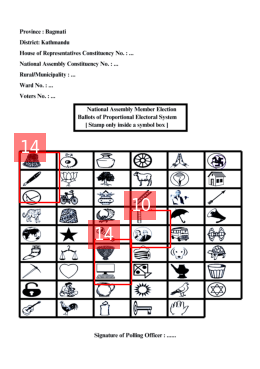 Province : Bagmati
District: Kathmandu
House of Representatives Constituency No. : ...
National Assembly Constituency No. : ...
Rural/Municipality : ...
Ward No. : ...
Voters No. : ...
National Assembly Member Election
Ballots of Proportional Electoral System
[ Stamp only inside a symbol box ]
14
10
14
Signature of Polling Officer : ......